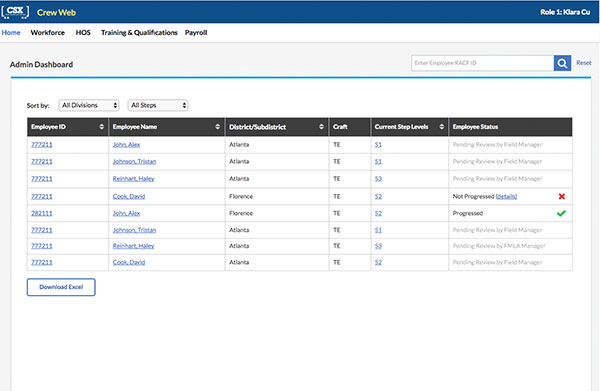 CSX Crew Web Role 1: Klara Cu
Home Workforce HOS Training & Qualifications Payroll
Admin Dashboard Enter Employee RACF ID Reset
Sort by: All Divisions All Steps
Employee ID Employee Name District/Subdistrict Craft Current Step Levels Employee Status
777211 John, Alex Atlanta TE S1 Pending Review by Field Manager
777211 Johnson, Tristan Atlanta TE S1 Pending Review by Field Manager
777211 Reinhart, Haley Atlanta TE S3 Pending Review by Field Manager
777211 Cook, David Florence TE S2 Not Progressed (details)
282111 John, Alex Florence TE S2 Progressed
777211 Johnson, Tristan Atlanta TE S1 Pending Review by Field Manager
777211 Reinhart, Haley Atlanta TE S3 Pending Review by FMLA Manager
777211 Cook, David Atlanta TE S2 Pending Review by Field Manager
Download Excel